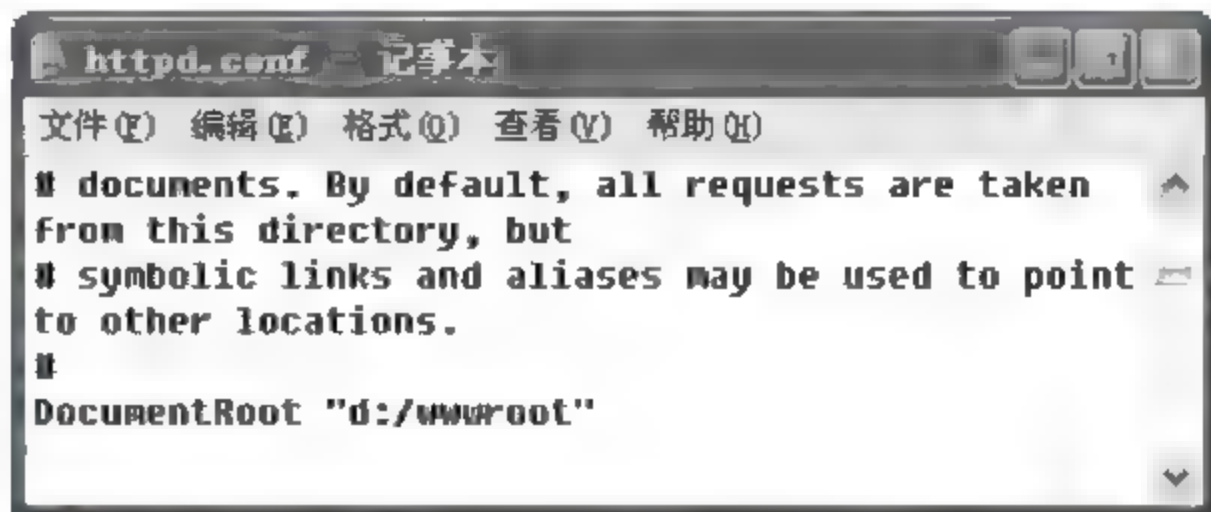 httpd.conf - 记事本
文件(F) 编辑(E) 格式(O) 查看(V) 帮助(H)
# documents. By default, all requests are taken
from this directory, but
# symbolic links and aliases may be used to point
to other locations.
#
DocumentRoot "d:/wwwroot"